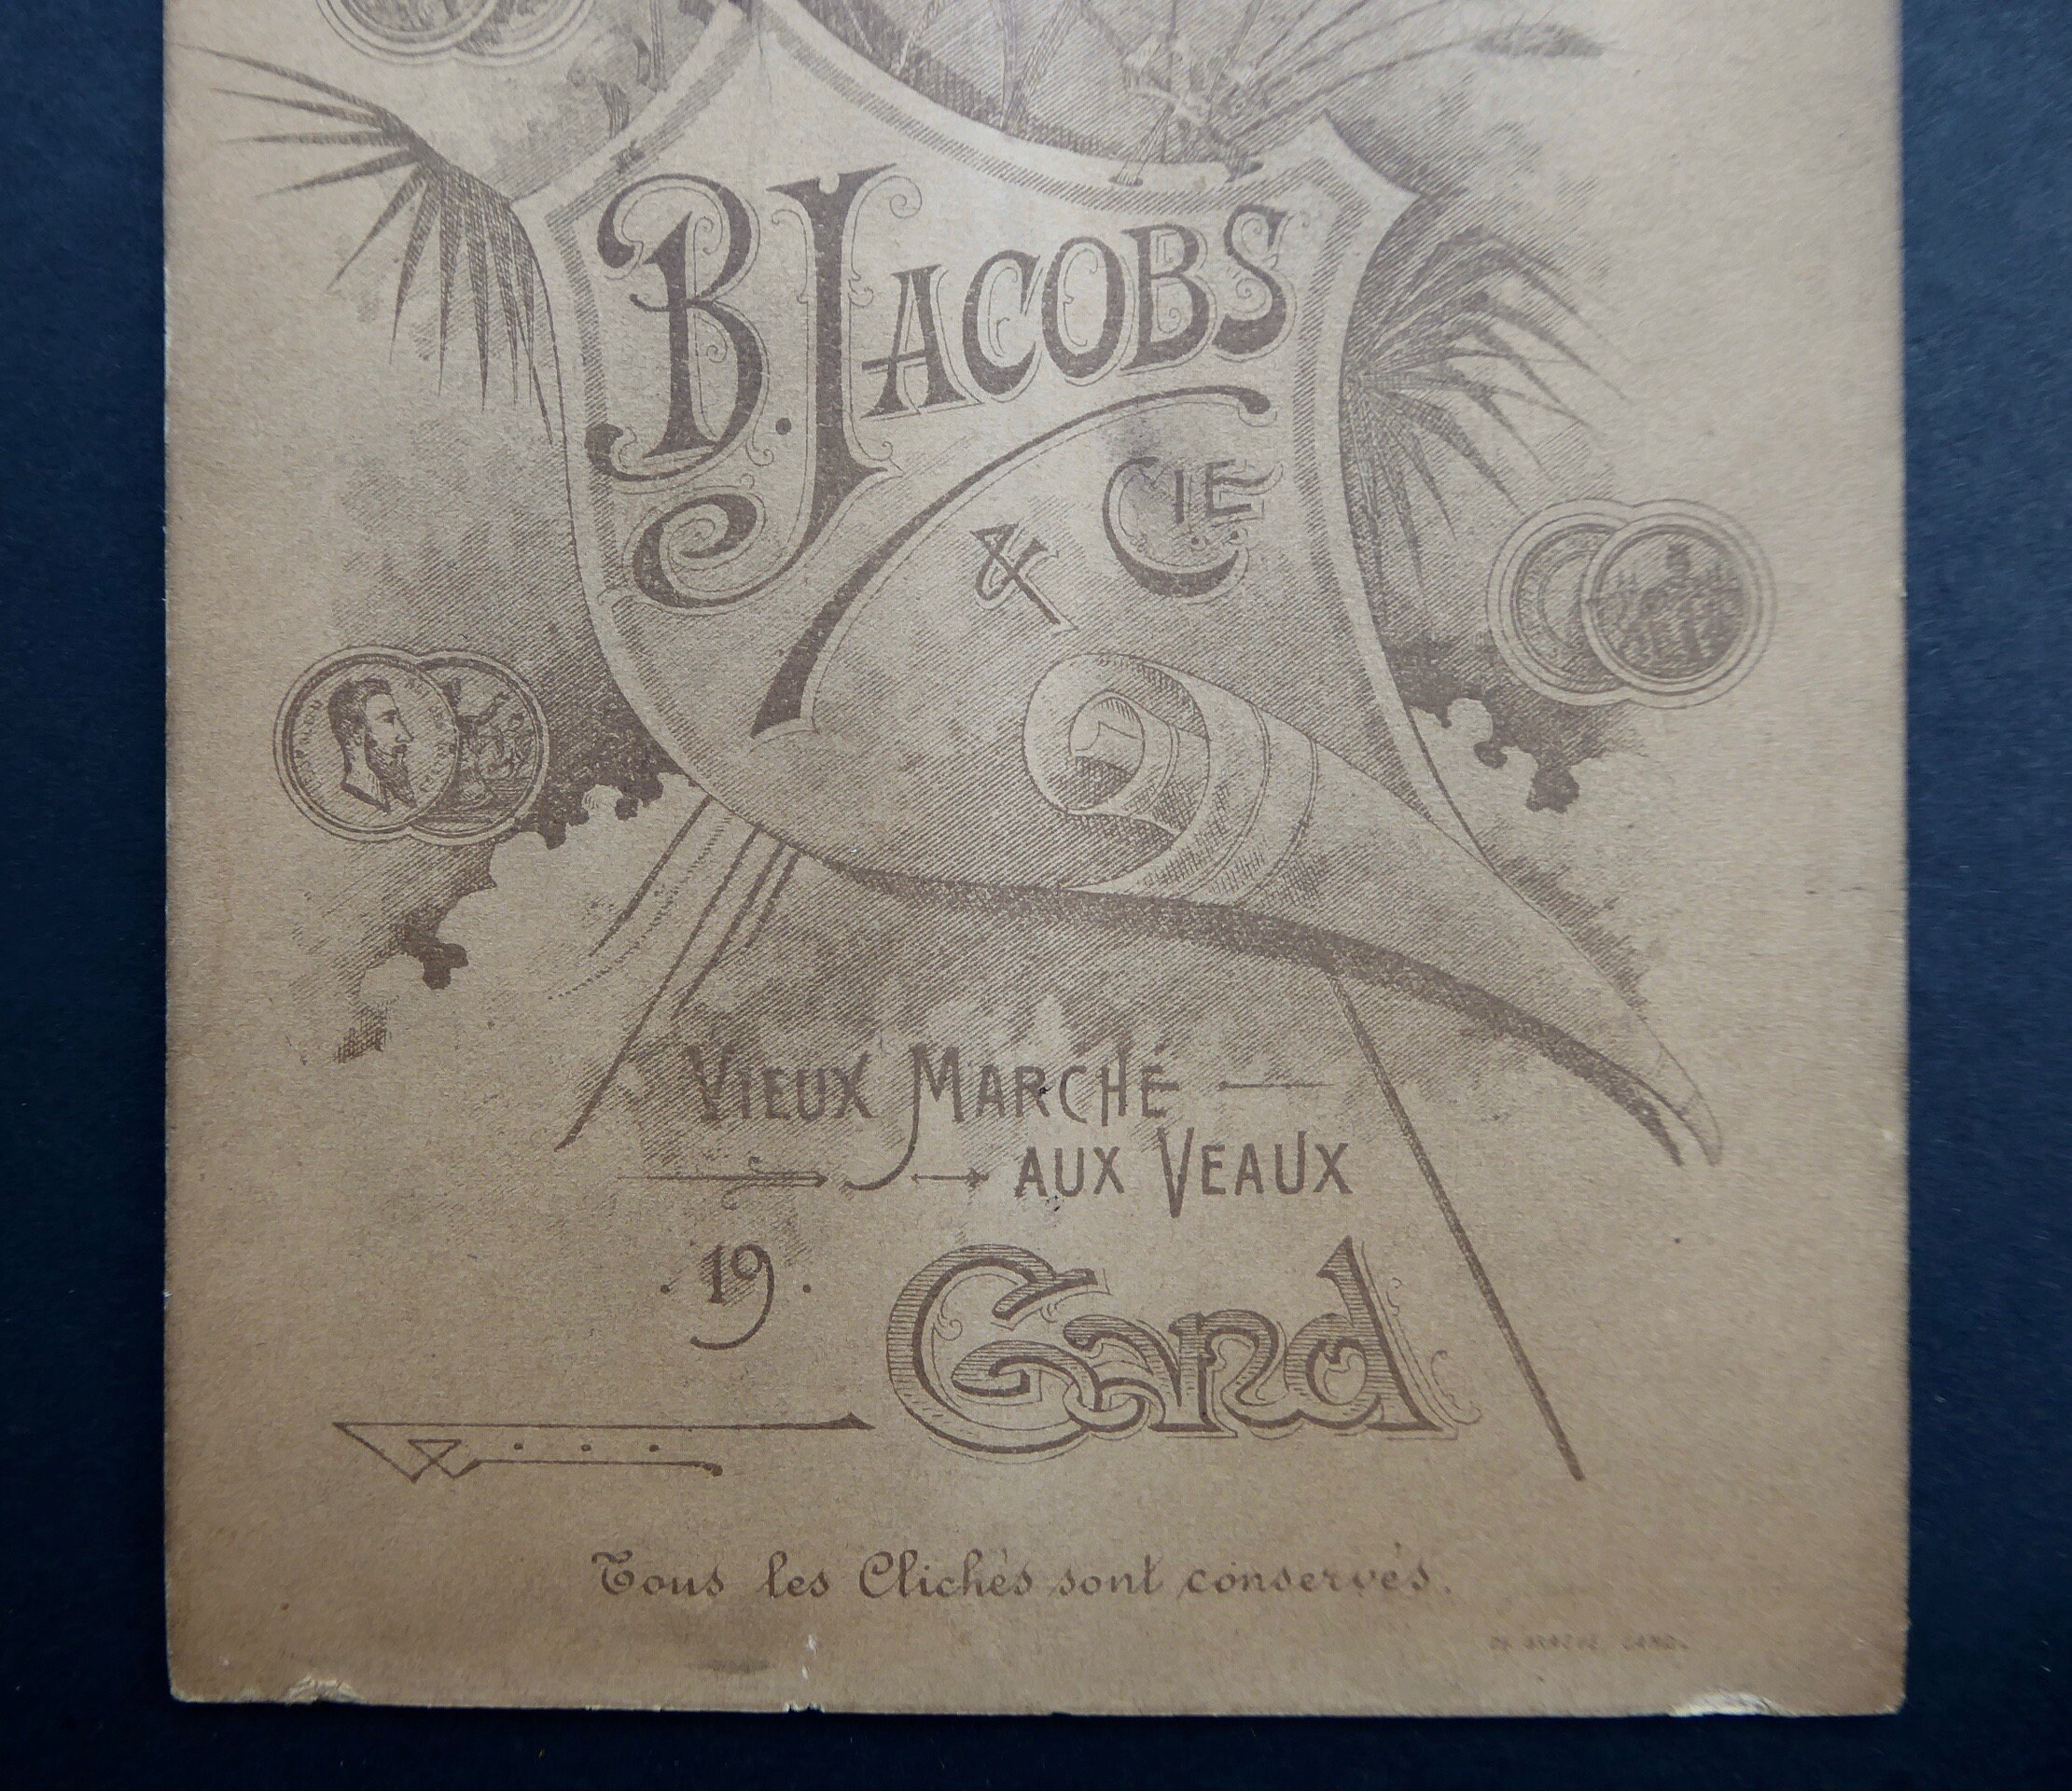 B. JACOBS
& CIE
VIEUX MARCHÉ
AUX VEAUX
. 19 . Gand
Tous les Clichés sont conservés.